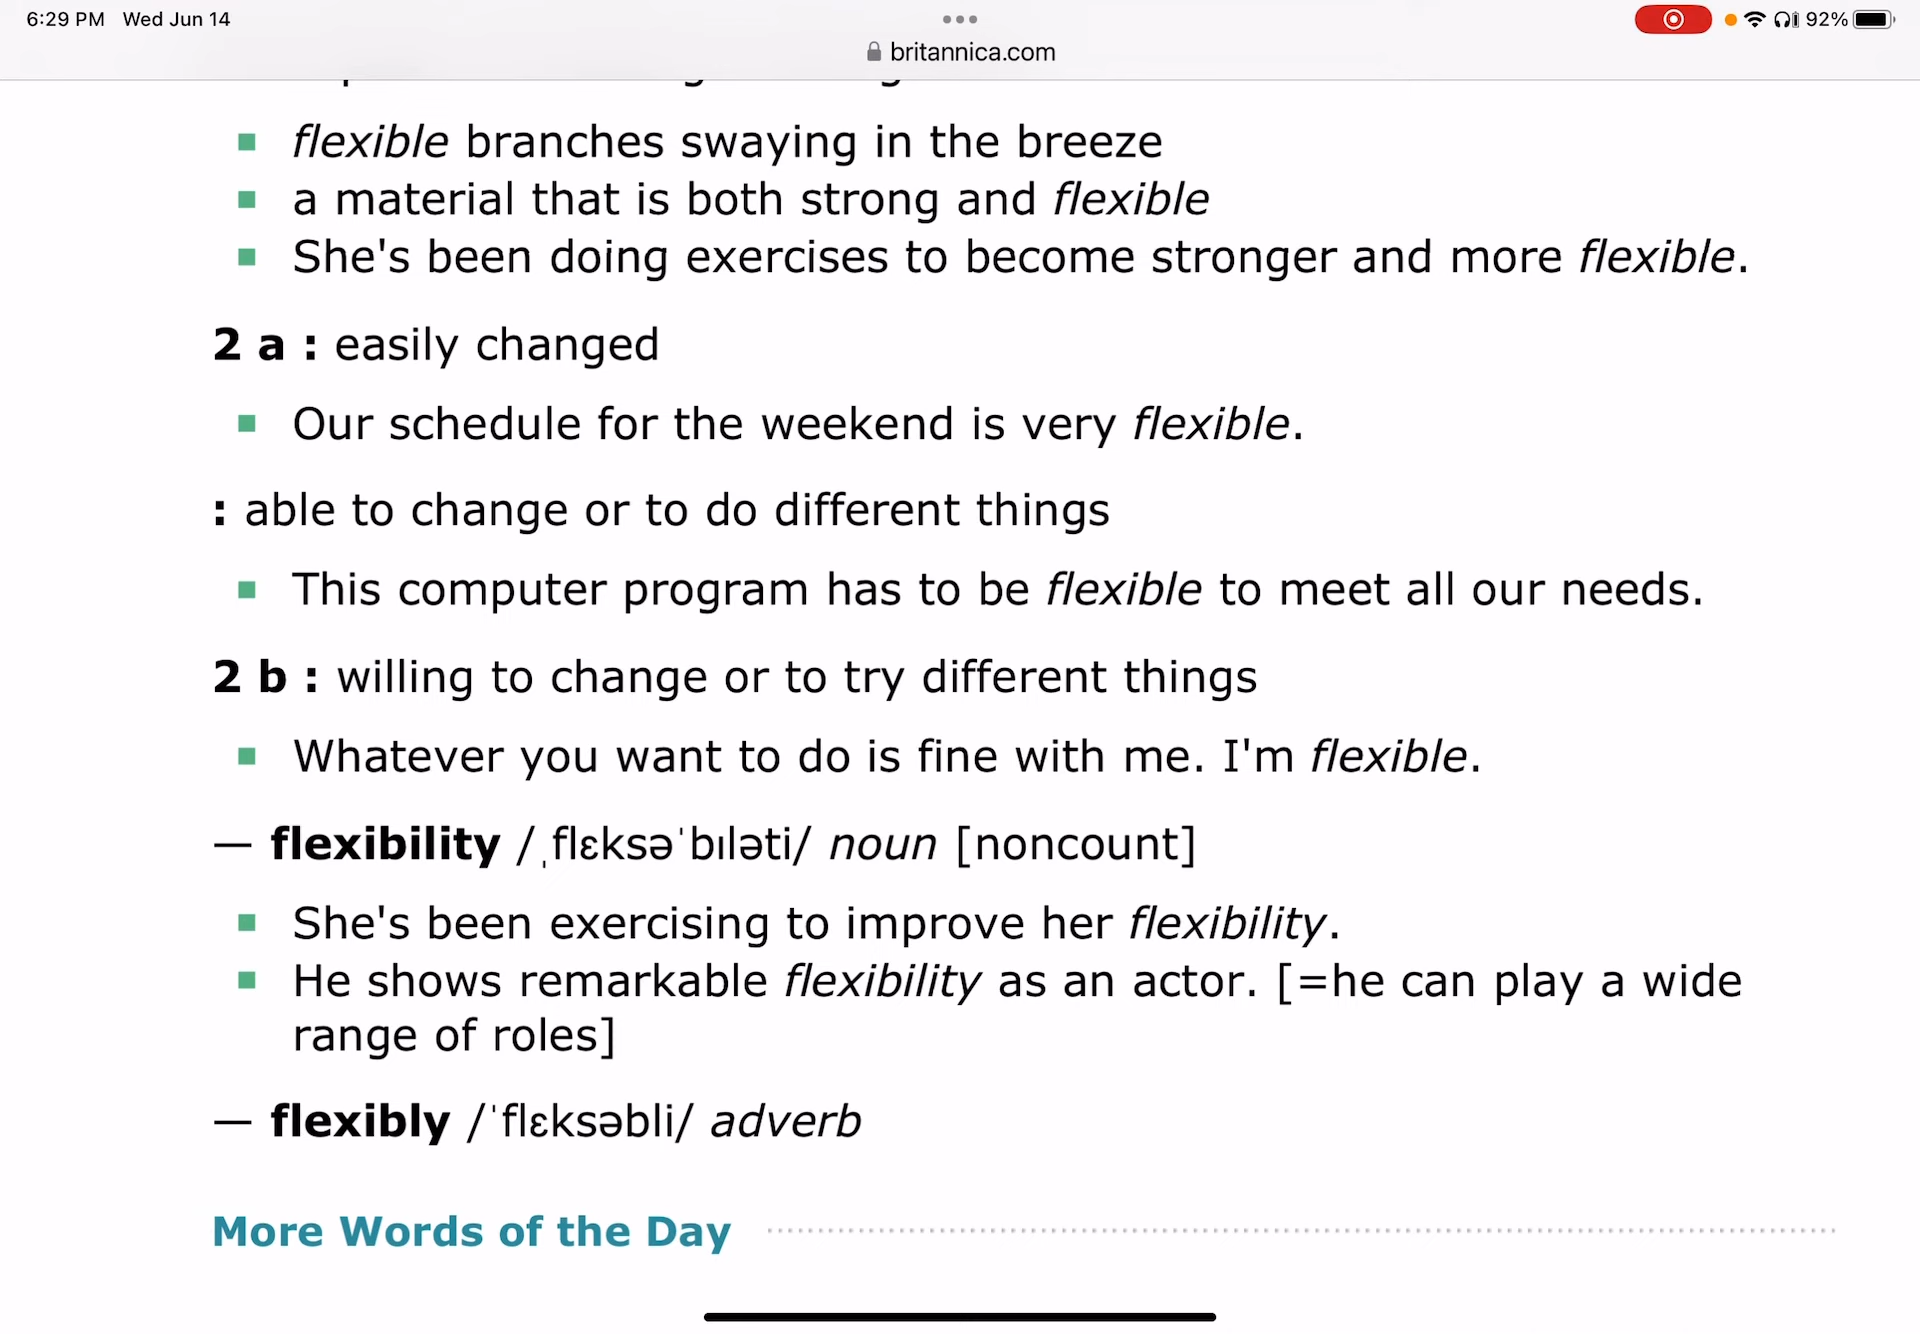 6:29 PM Wed Jun 14
92%
britannica.com
flexible branches swaying in the breeze
a material that is both strong and flexible
She's been doing exercises to become stronger and more flexible.
2 a : easily changed
Our schedule for the weekend is very flexible.
: able to change or to do different things
This computer program has to be flexible to meet all our needs.
2 b : willing to change or to try different things
Whatever you want to do is fine with me. I'm flexible.
— flexibility /ˌflɛksəˈbɪləti/ noun [noncount]
She's been exercising to improve her flexibility.
He shows remarkable flexibility as an actor. [=he can play a wide
range of roles]
— flexibly /ˈflɛksəbli/ adverb
More Words of the Day